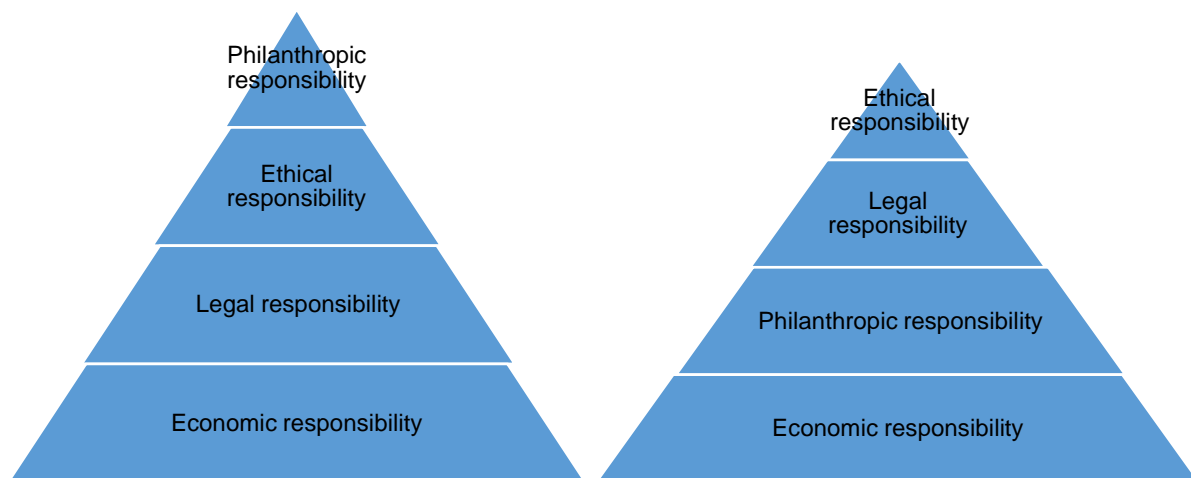 Philanthropic
responsibility
Ethical
responsibility
Legal responsibility
Economic responsibility
Ethical
responsibility
Legal
responsibility
Philanthropic responsibility
Economic responsibility